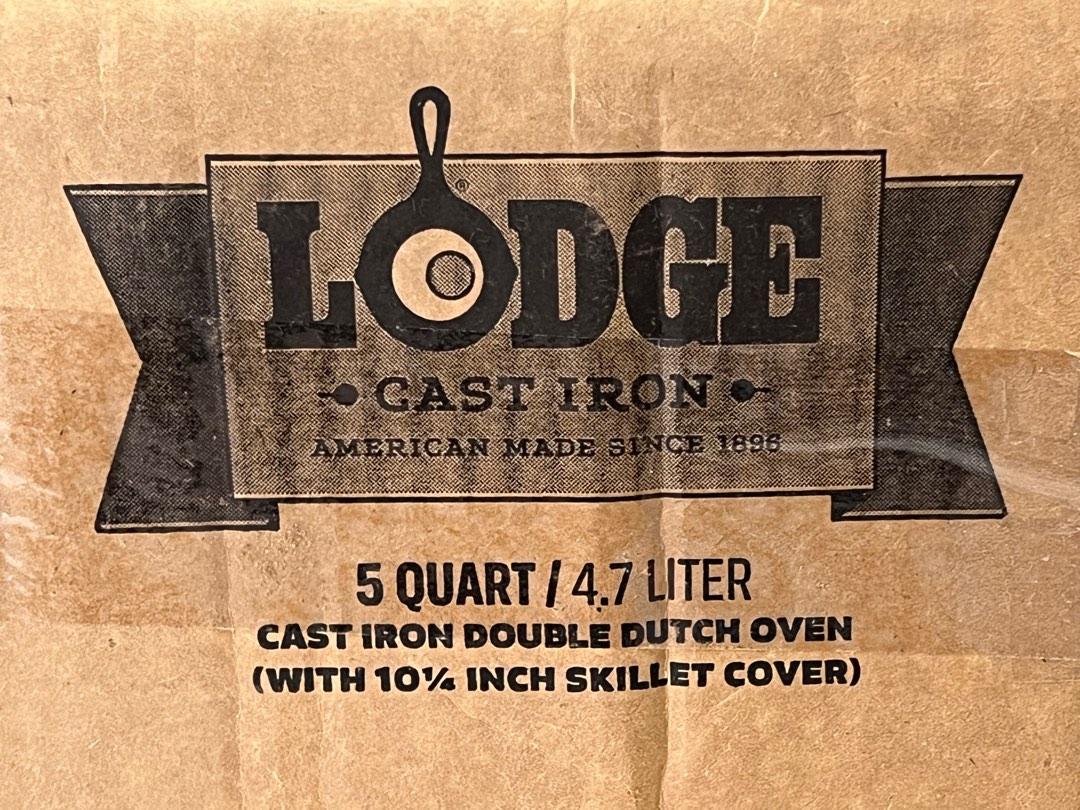 LODGE®
CAST IRON
AMERICAN MADE SINCE 1896
5 QUART / 4.7 LITER
CAST IRON DOUBLE DUTCH OVEN
(WITH 10¼ INCH SKILLET COVER)